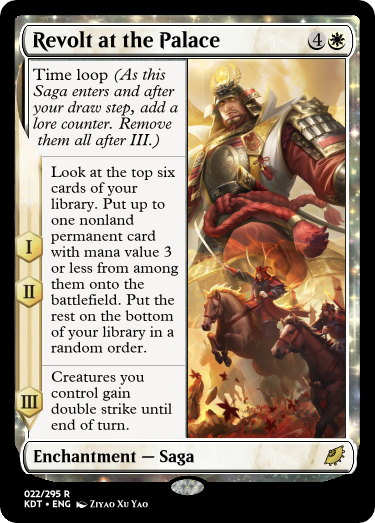 Revolt at the Palace 4
Time loop (As this
Saga enters and after
your draw step, add a
lore counter. Remove
them all after III.)
I
II
Look at the top six
cards of your
library. Put up to
one nonland
permanent card
with mana value 3
or less from among
them onto the
battlefield. Put the
rest on the bottom
of your library in a
random order.
III
Creatures you
control gain
double strike until
end of turn.
Enchantment — Saga
022/295 R
KDT • ENG Ziyao Xu Yao